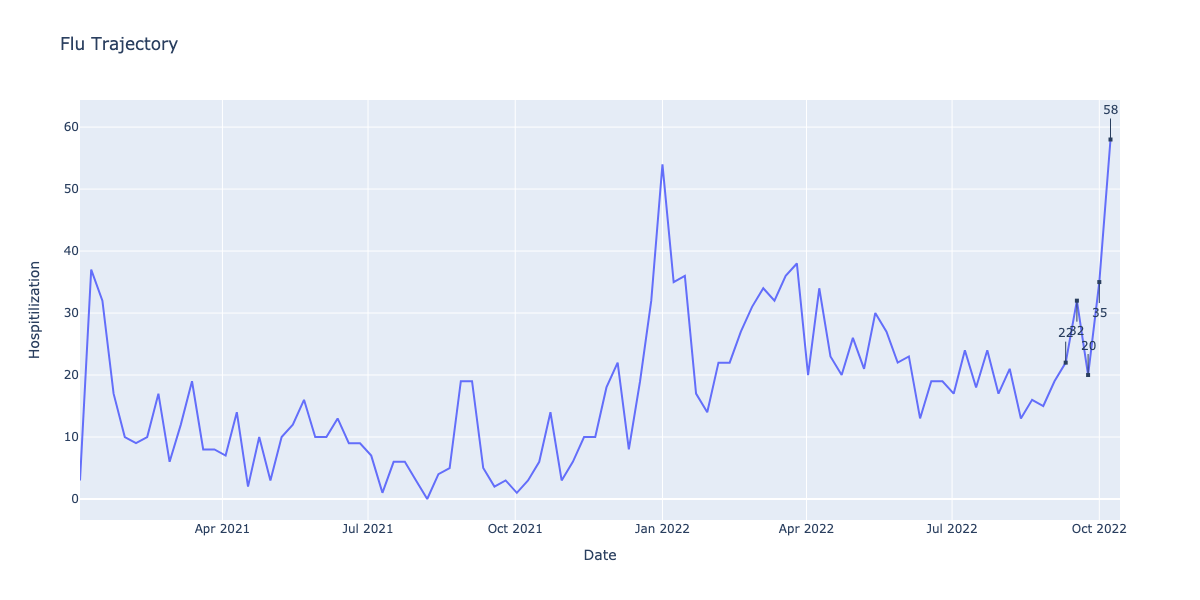 Flu Trajectory
58
60
50
40
30
20
10
0
22
32
20
35
Hospitilization
Apr 2021
Jul 2021
Oct 2021
Jan 2022
Apr 2022
Jul 2022
Oct 2022
Date